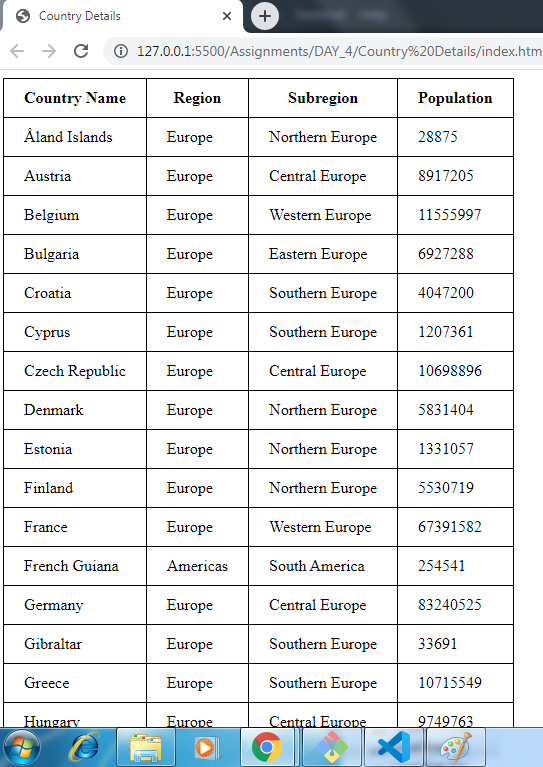 Country Details
127.0.0.1:5500/Assignments/DAY_4/Country%20Details/index.htm
Country Name Region Subregion Population
Åland Islands Europe Northern Europe 28875
Austria Europe Central Europe 8917205
Belgium Europe Western Europe 11555997
Bulgaria Europe Eastern Europe 6927288
Croatia Europe Southern Europe 4047200
Cyprus Europe Southern Europe 1207361
Czech Republic Europe Central Europe 10698896
Denmark Europe Northern Europe 5831404
Estonia Europe Northern Europe 1331057
Finland Europe Northern Europe 5530719
France Europe Western Europe 67391582
French Guiana Americas South America 254541
Germany Europe Central Europe 83240525
Gibraltar Europe Southern Europe 33691
Greece Europe Southern Europe 10715549
Hungary Europe Central Europe 9749763